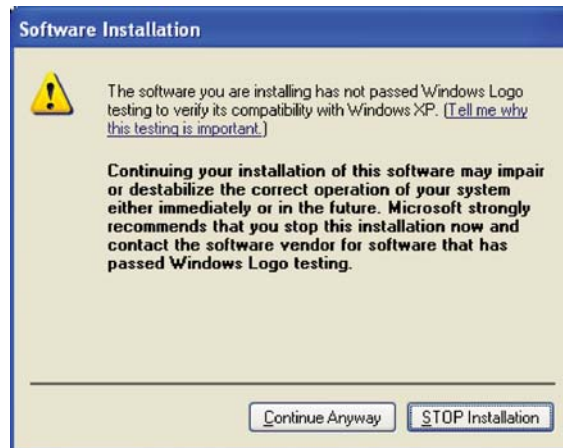 Software Installation
The software you are installing has not passed Windows Logo
testing to verify its compatibility with Windows XP. (Tell me why
this testing is important.)
Continuing your installation of this software may impair
or destabilize the correct operation of your system
either immediately or in the future. Microsoft strongly
recommends that you stop this installation now and
contact the software vendor for software that has
passed Windows Logo testing.
Continue Anyway
STOP Installation